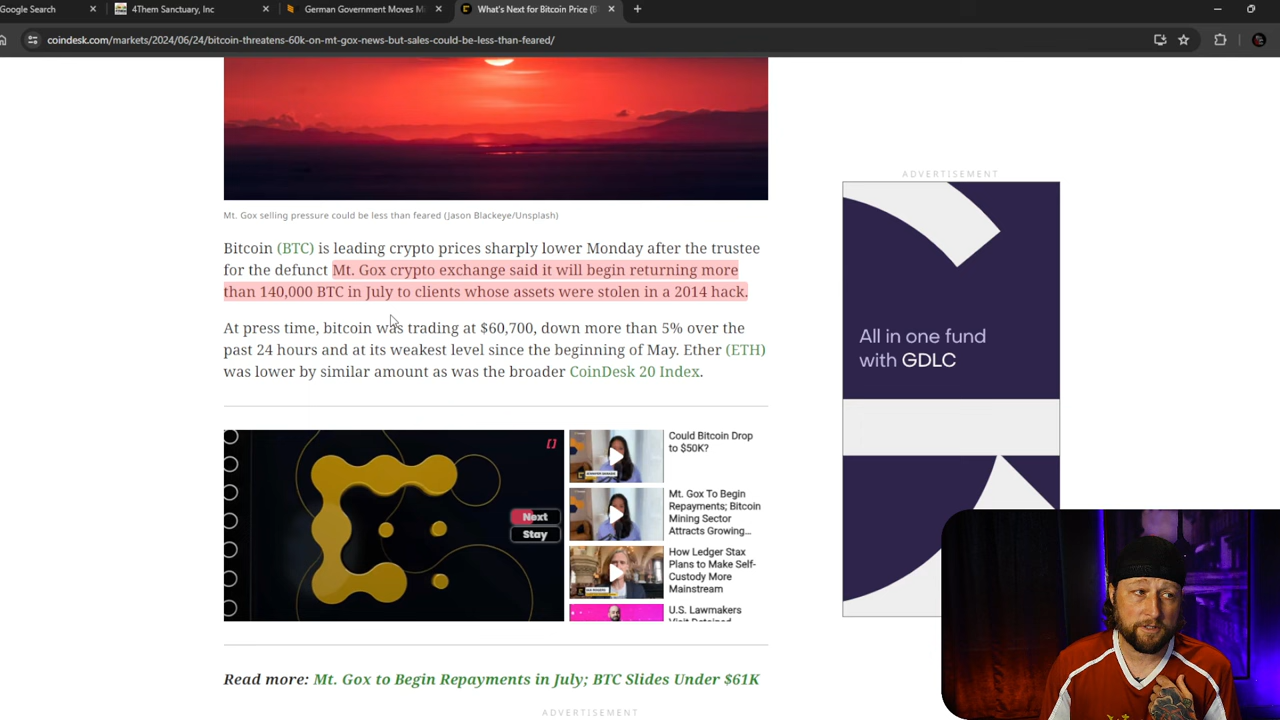 Google Search
4Them Sanctuary, Inc
German Government Moves M
What's Next for Bitcoin Price (B
coindesk.com/markets/2024/06/24/bitcoin-threatens-60k-on-mt-gox-news-but-sales-could-be-less-than-feared/
Mt. Gox selling pressure could be less than feared (Jason Blackeye/Unsplash)
Bitcoin (BTC) is leading crypto prices sharply lower Monday after the trustee
for the defunct Mt. Gox crypto exchange said it will begin returning more
than 140,000 BTC in July to clients whose assets were stolen in a 2014 hack.
At press time, bitcoin was trading at $60,700, down more than 5% over the
past 24 hours and at its weakest level since the beginning of May. Ether (ETH)
was lower by similar amount as was the broader CoinDesk 20 Index.
Next
Stay
Could Bitcoin Drop
to $50K?
Mt. Gox To Begin
Repayments; Bitcoin
Mining Sector
Attracts Growing...
How Ledger Stax
Plans to Make Self-
Custody More
Mainstream
U.S. Lawmakers
Visit Detained
Read more: Mt. Gox to Begin Repayments in July; BTC Slides Under $61K
ADVERTISEMENT
ADVERTISEMENT
All in one fund
with GDLC